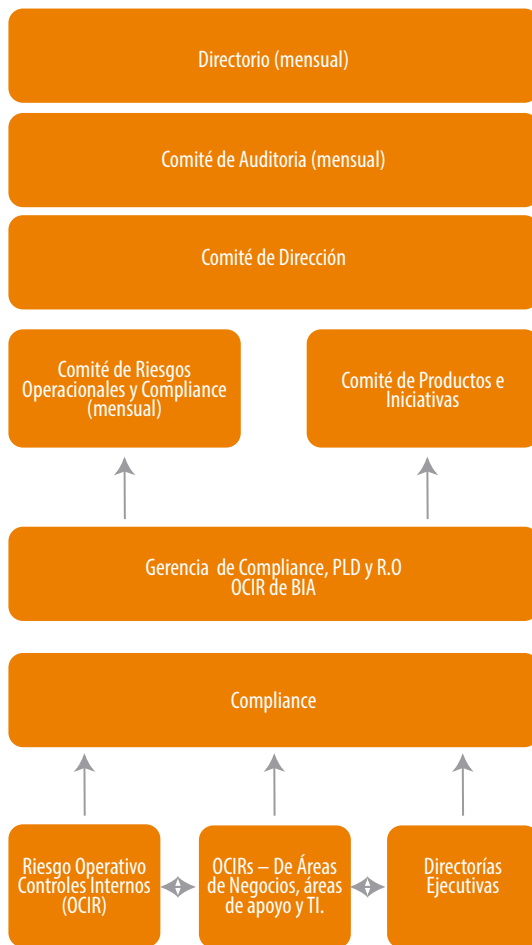 Directorio (mensual)
Comité de Auditoria (mensual)
Comité de Dirección
Comité de Riesgos
Operacionales y Compliance
(mensual)
Comité de Productos e
Iniciativas
Gerencia de Compliance, PLD y R.O
OCIR de BIA
Compliance
Riesgo Operativo
Controles Internos
(OCIR)
OCIRs – De Áreas
de Negocios, áreas
de apoyo y TI.
Directorías
Ejecutivas